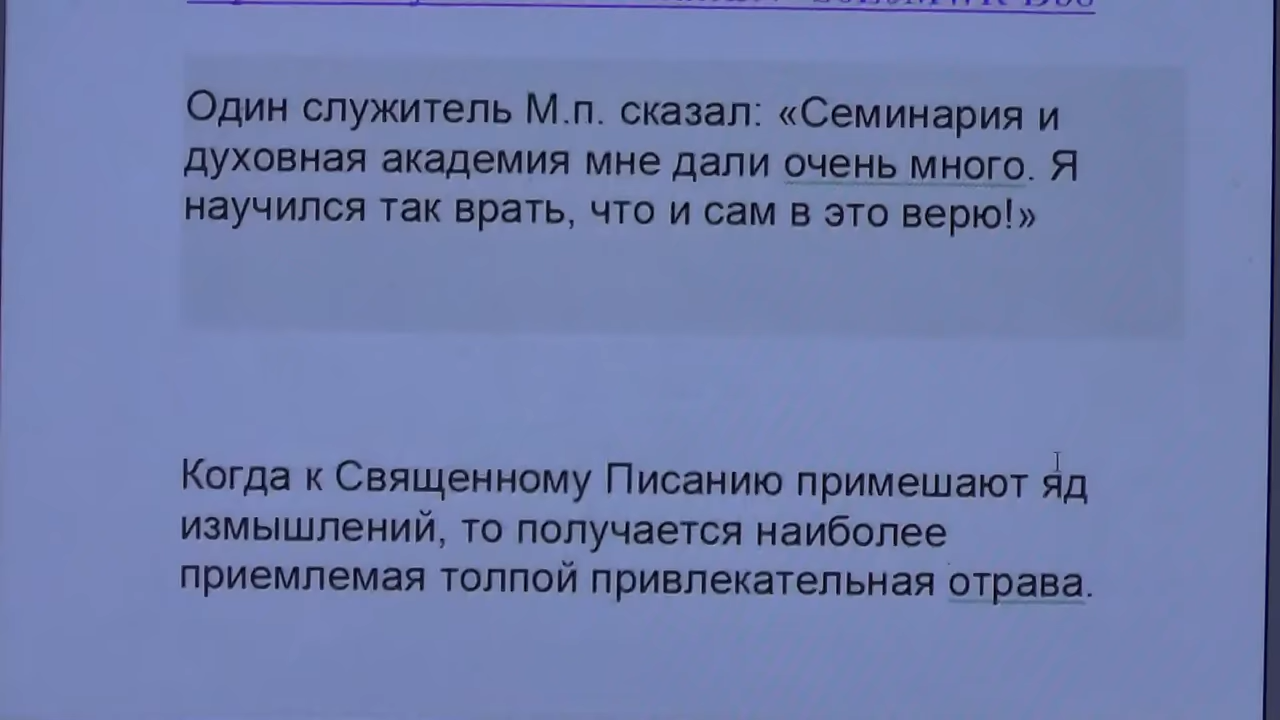 Один служитель М.п. сказал: «Семинария и
духовная академия мне дали очень много. Я
научился так врать, что и сам в это верю!»
Когда к Священному Писанию примешают яд
измышлений, то получается наиболее
приемлемая толпой привлекательная отрава.